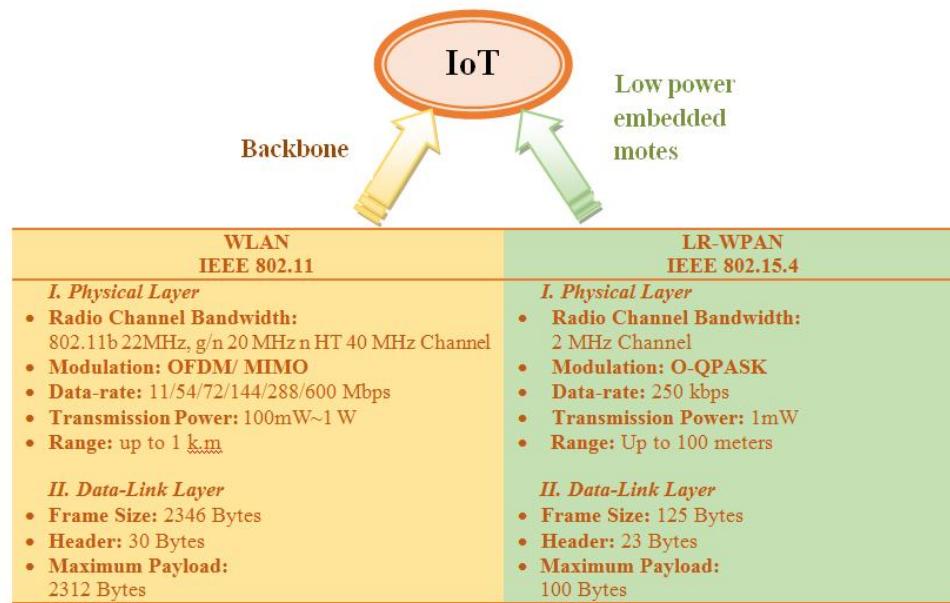 IoT
Backbone
Low power
embedded
motes
WLAN
IEEE 802.11
I. Physical Layer
• Radio Channel Bandwidth:
802.11b 22MHz, g/n 20 MHz n HT 40 MHz Channel
• Modulation: OFDM/ MIMO
• Data-rate: 11/54/72/144/288/600 Mbps
• Transmission Power: 100mW~1 W
• Range: up to 1 k.m
II. Data-Link Layer
• Frame Size: 2346 Bytes
• Header: 30 Bytes
• Maximum Payload:
2312 Bytes
LR-WPAN
IEEE 802.15.4
I. Physical Layer
• Radio Channel Bandwidth:
2 MHz Channel
• Modulation: O-QPASK
• Data-rate: 250 kbps
• Transmission Power: 1mW
• Range: Up to 100 meters
II. Data-Link Layer
• Frame Size: 125 Bytes
• Header: 23 Bytes
• Maximum Payload:
100 Bytes